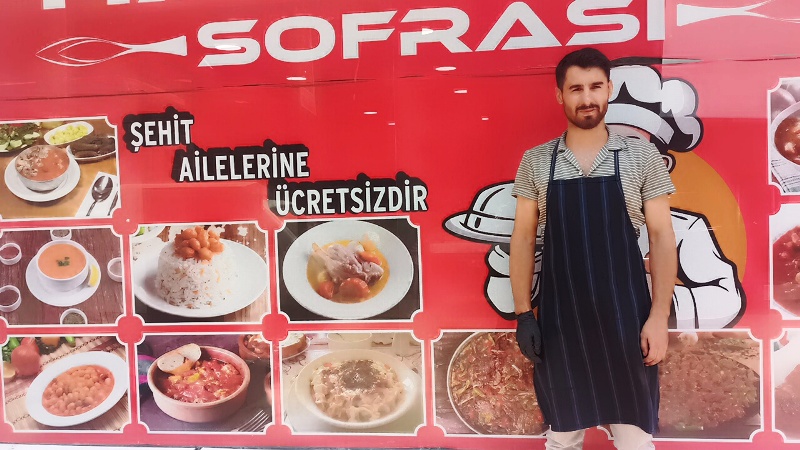 SOFRASI
ŞEHİT
AİLELERİNE
ÜCRETSİZDİR